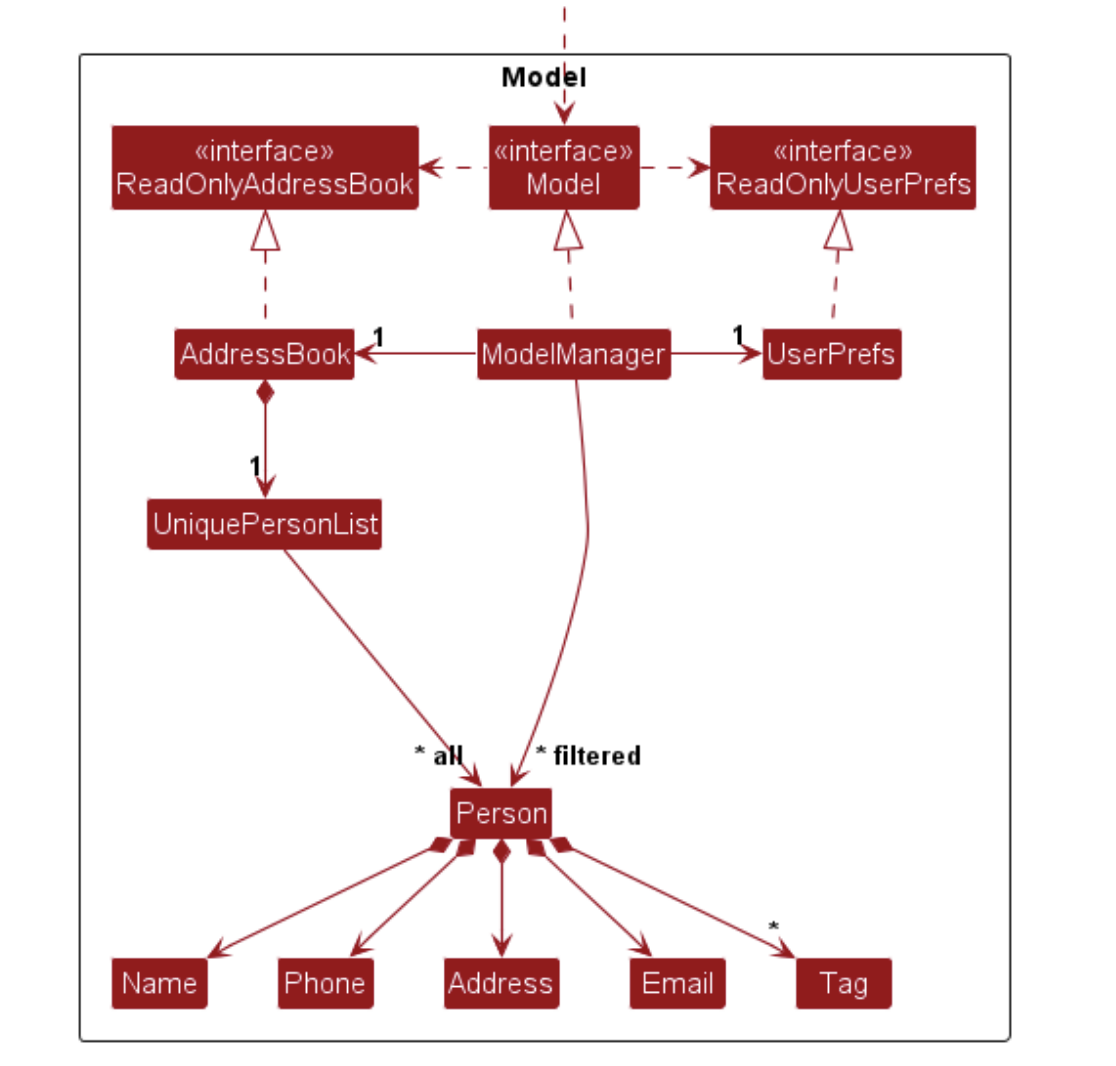 Model
«interface»
ReadOnlyAddressBook
«interface»
Model
«interface»
ReadOnlyUserPrefs
AddressBook
1
ModelManager
1
UserPrefs
1
UniquePersonList
* all
* filtered
Person
*
Name
Phone
Address
Email
Tag